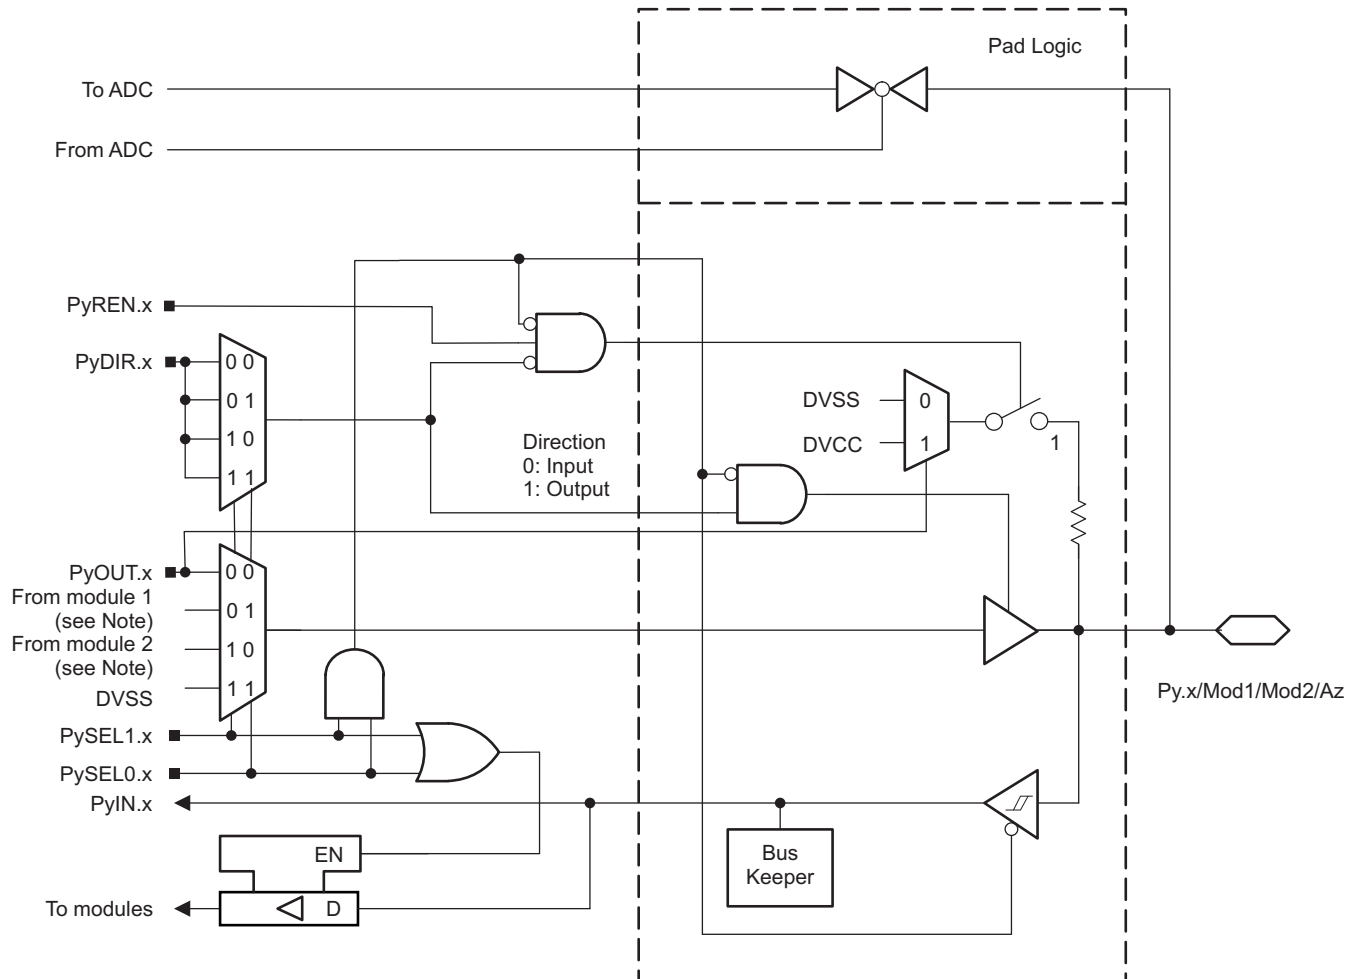 Pad Logic
To ADC
From ADC
PyREN.x
PyDIR.x
0 0
0 1
1 0
1 1
Direction
0: Input
1: Output
DVSS
0
DVCC
1
1
PyOUT.x
From module 1
(see Note)
From module 2
(see Note)
DVSS
0 0
0 1
1 0
1 1
Py.x/Mod1/Mod2/Az
PySEL1.x
PySEL0.x
PyIN.x
Bus
Keeper
EN
To modules
D